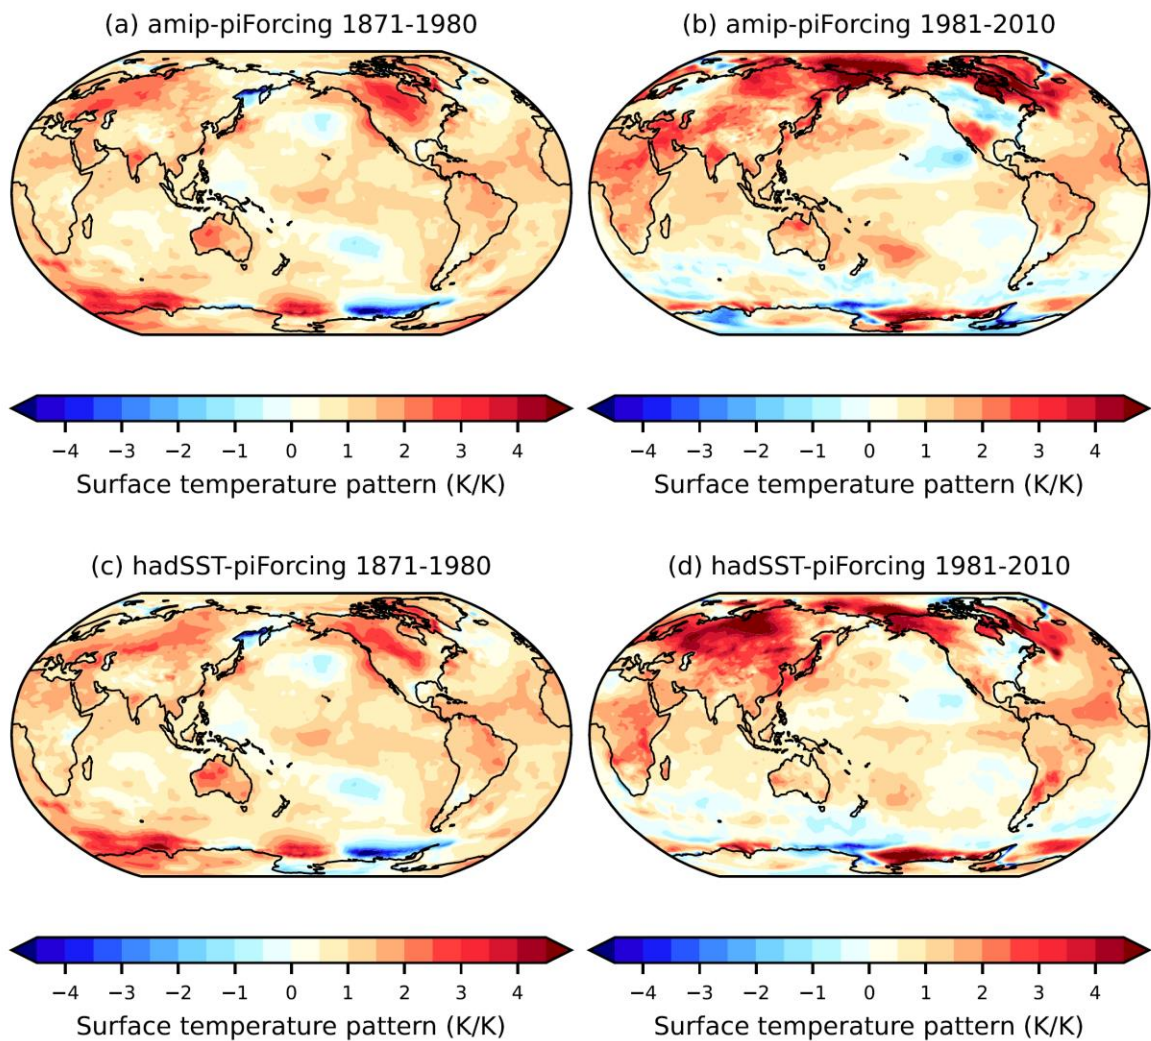 (a) amip-piForcing 1871-1980
(b) amip-piForcing 1981-2010
−4 −3 −2 −1 0 1 2 3 4
Surface temperature pattern (K/K)
−4 −3 −2 −1 0 1 2 3 4
Surface temperature pattern (K/K)
(c) hadSST-piForcing 1871-1980
(d) hadSST-piForcing 1981-2010
−4 −3 −2 −1 0 1 2 3 4
Surface temperature pattern (K/K)
−4 −3 −2 −1 0 1 2 3 4
Surface temperature pattern (K/K)